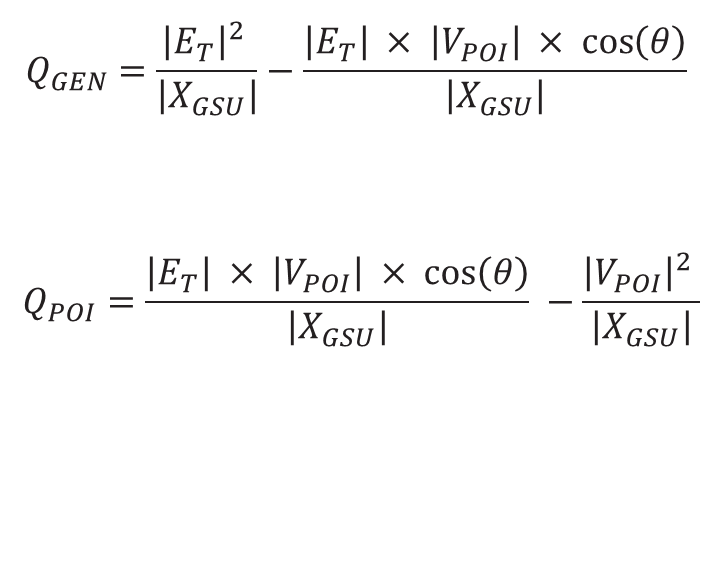 Q_GEN = |E_T|² / |X_GSU| − |E_T| × |V_POI| × cos(θ) / |X_GSU|
Q_POI = |E_T| × |V_POI| × cos(θ) / |X_GSU| − |V_POI|² / |X_GSU|